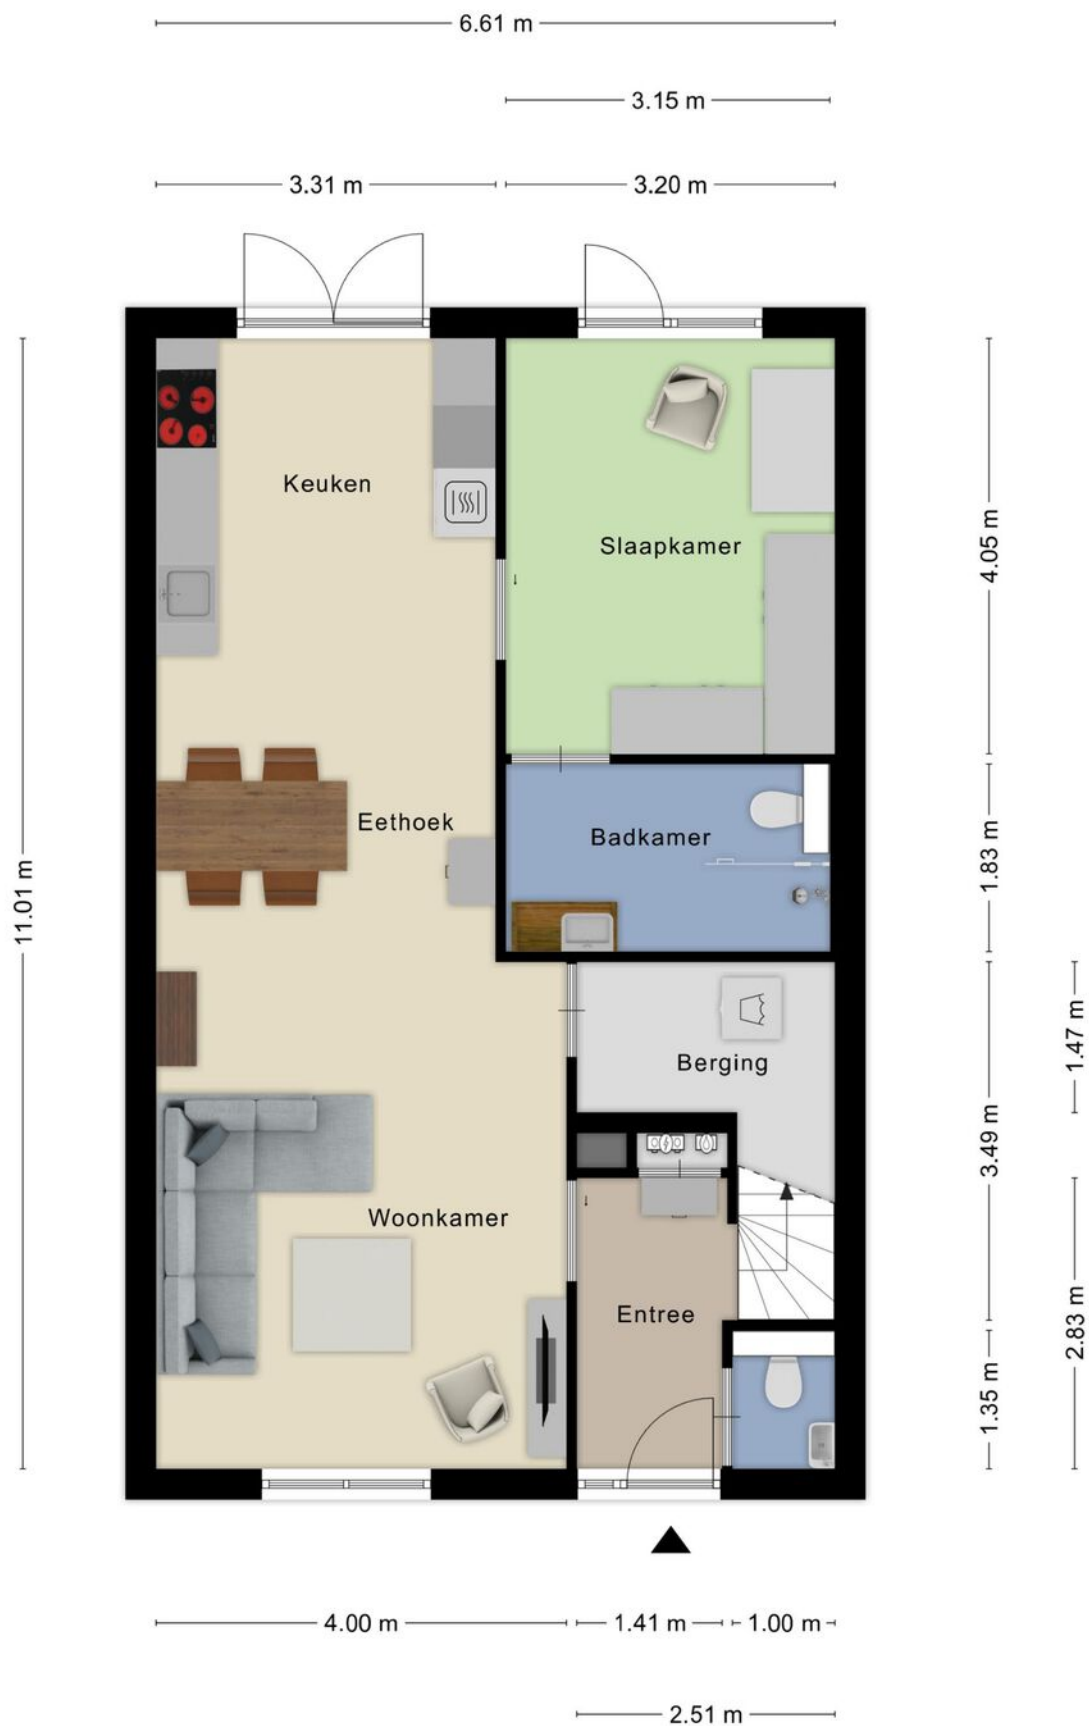 6.61 m
3.15 m
3.31 m
3.20 m
Keuken
Slaapkamer
4.05 m
Eethoek
Badkamer
1.83 m
11.01 m
Berging
1.47 m
3.49 m
Woonkamer
Entree
2.83 m
1.35 m
4.00 m
1.41 m
1.00 m
2.51 m